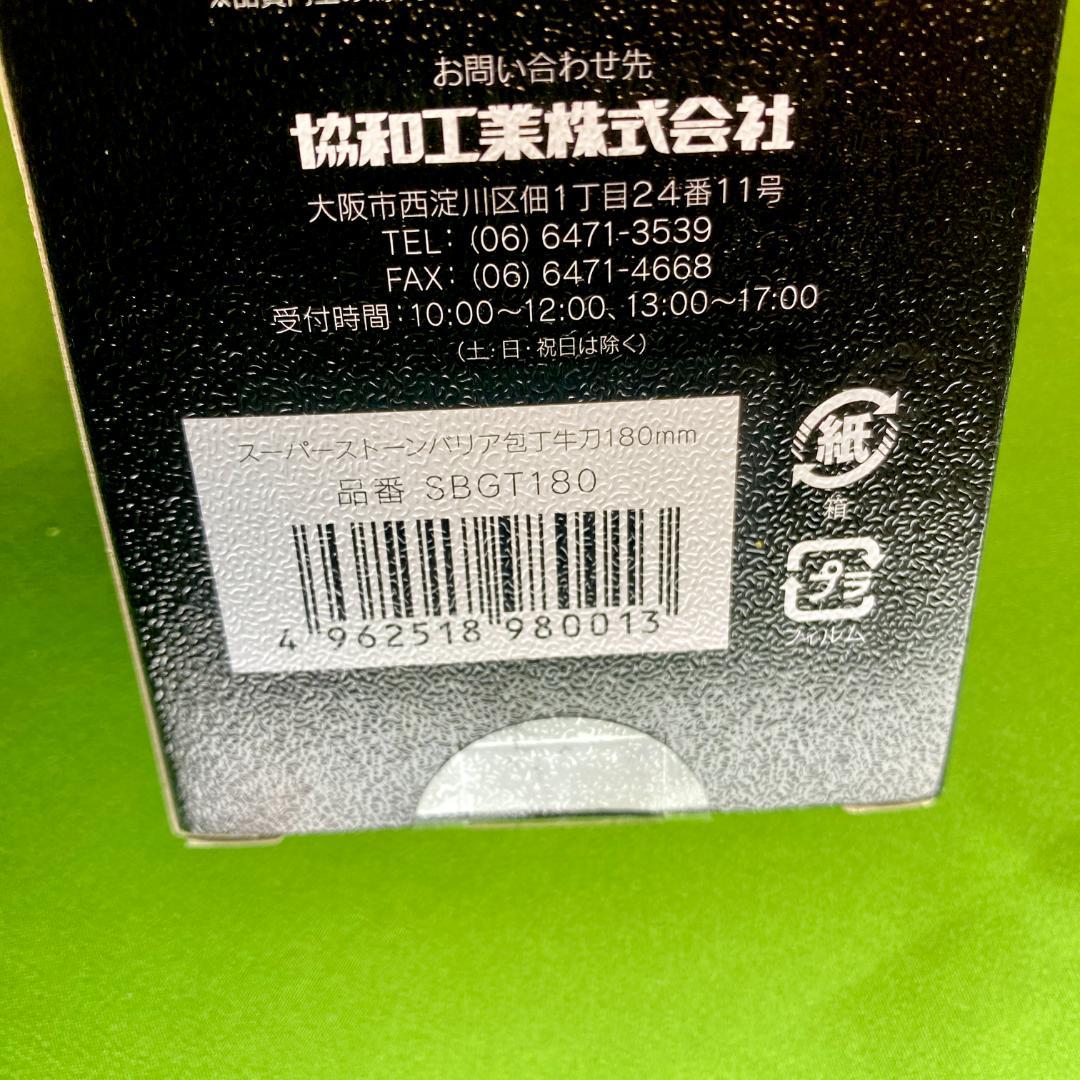 お問い合わせ先
協和工業株式会社
大阪市西淀川区佃1丁目24番11号
TEL：(06) 6471-3539
FAX：(06) 6471-4668
受付時間：10:00～12:00、13:00～17:00
（土・日・祝日は除く）
スーパーストーンバリア包丁牛刀180mm
品番 SBGT180
4 962518 980013
紙
箱
プラ
フィルム